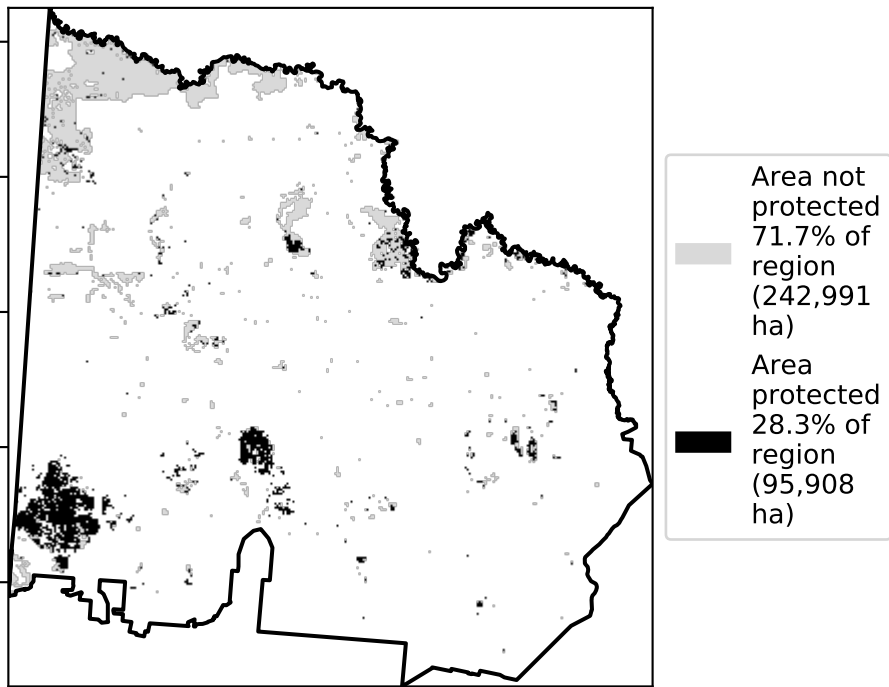 Area not
protected
71.7% of
region
(242,991
ha)
Area
protected
28.3% of
region
(95,908
ha)